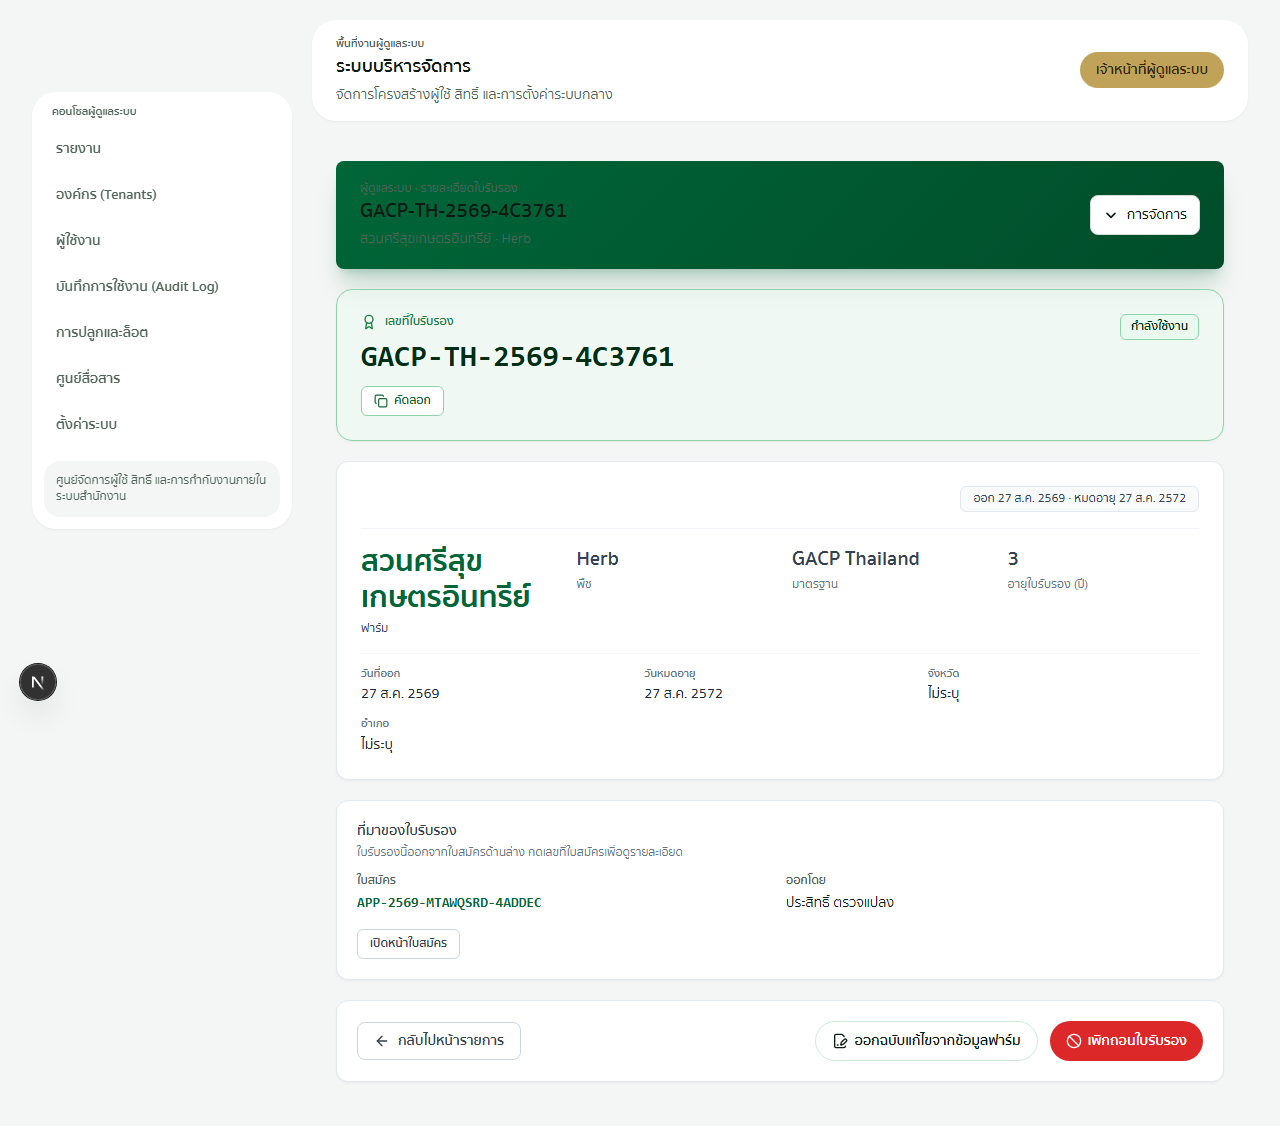 พื้นที่งานผู้ดูแลระบบ
ระบบบริหารจัดการ
จัดการโครงสร้างผู้ใช้ สิทธิ์ และการตั้งค่าระบบกลาง
เจ้าหน้าที่ผู้ดูแลระบบ
คอนโซลผู้ดูแลระบบ
รายงาน
องค์กร (Tenants)
ผู้ใช้งาน
บันทึกการใช้งาน (Audit Log)
การปลูกและล็อต
ศูนย์สื่อสาร
ตั้งค่าระบบ
ศูนย์จัดการผู้ใช้ สิทธิ์ และการกำกับงานภายใน
ระบบสำนักงาน
N
ผู้ดูแลระบบ · รายละเอียดใบรับรอง
GACP-TH-2569-4C3761
สวนศรีสุขเกษตรอินทรีย์ · Herb
การจัดการ
เลขที่ใบรับรอง
กำลังใช้งาน
GACP-TH-2569-4C3761
คัดลอก
ออก 27 ส.ค. 2569 · หมดอายุ 27 ส.ค. 2572
สวนศรีสุข
เกษตรอินทรีย์
ฟาร์ม
Herb
พืช
GACP Thailand
มาตรฐาน
3
อายุใบรับรอง (ปี)
วันที่ออก
27 ส.ค. 2569
วันหมดอายุ
27 ส.ค. 2572
จังหวัด
ไม่ระบุ
อำเภอ
ไม่ระบุ
ที่มาของใบรับรอง
ใบรับรองนี้ออกจากใบสมัครด้านล่าง กดเลขที่ใบสมัครเพื่อดูรายละเอียด
ใบสมัคร
APP-2569-MTAWQSRD-4ADDEC
ออกโดย
ประสิทธิ์ ตรวจแปลง
เปิดหน้าใบสมัคร
กลับไปหน้ารายการ
ออกฉบับแก้ไขจากข้อมูลฟาร์ม
เพิกถอนใบรับรอง